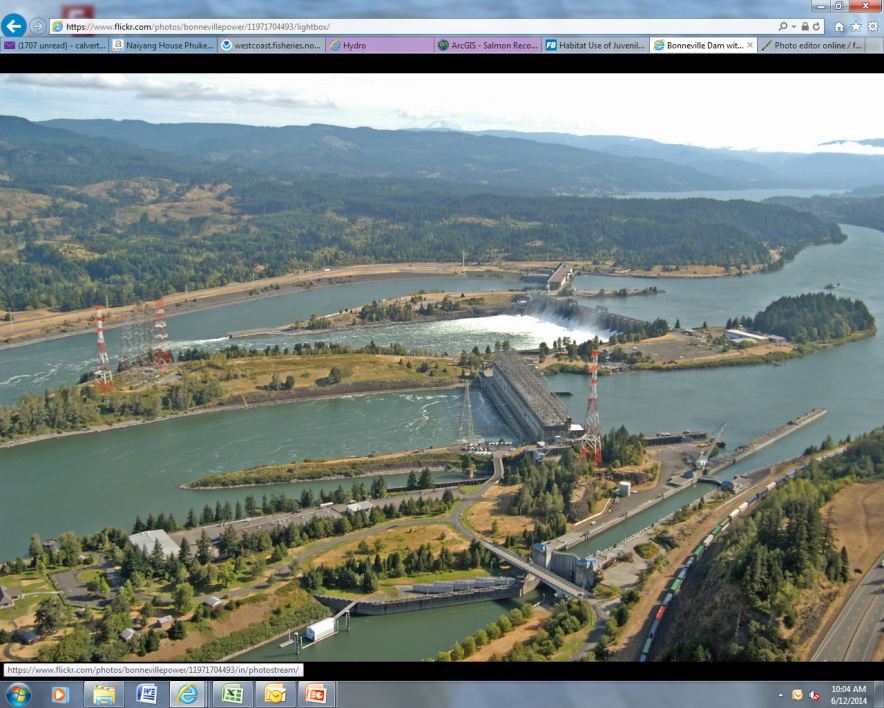 https://www.flickr.com/photos/bonnevillepower/11971704493/lightbox/
(1707 unread) - calvert...
Naiyang House Phuke...
westcoast.fisheries.no...
Hydro
ArcGIS - Salmon Reco...
Habitat Use of Juvenil...
Bonneville Dam wit...
Photo editor online / f...
https://www.flickr.com/photos/bonnevillepower/11971704493/in/photostream/
10:04 AM
6/12/2014